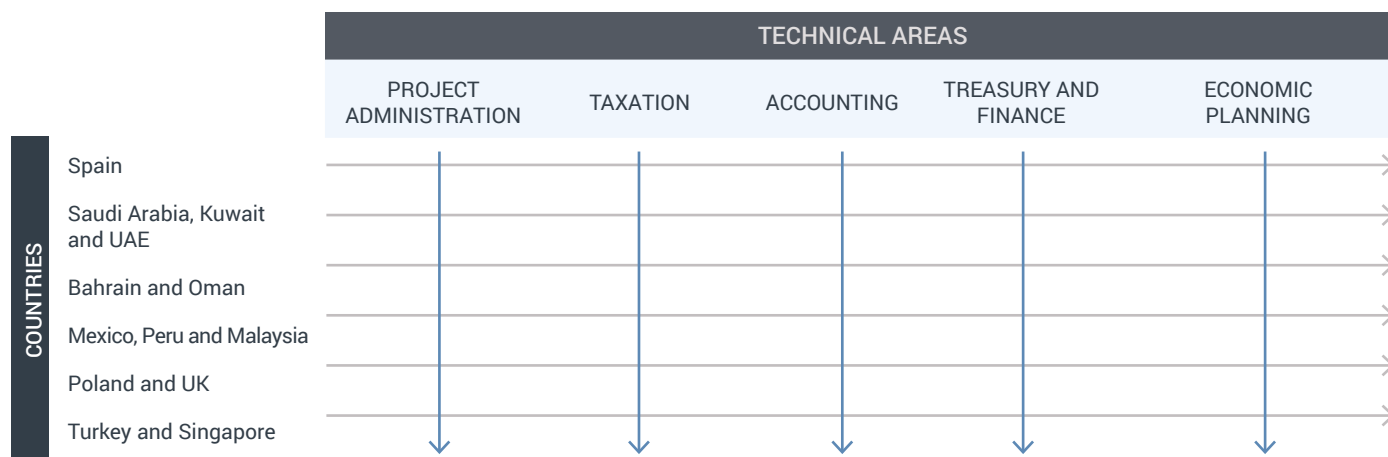 TECHNICAL AREAS
PROJECT
ADMINISTRATION
TAXATION
ACCOUNTING
TREASURY AND
FINANCE
ECONOMIC
PLANNING
COUNTRIES
Spain
Saudi Arabia, Kuwait
and UAE
Bahrain and Oman
Mexico, Peru and Malaysia
Poland and UK
Turkey and Singapore